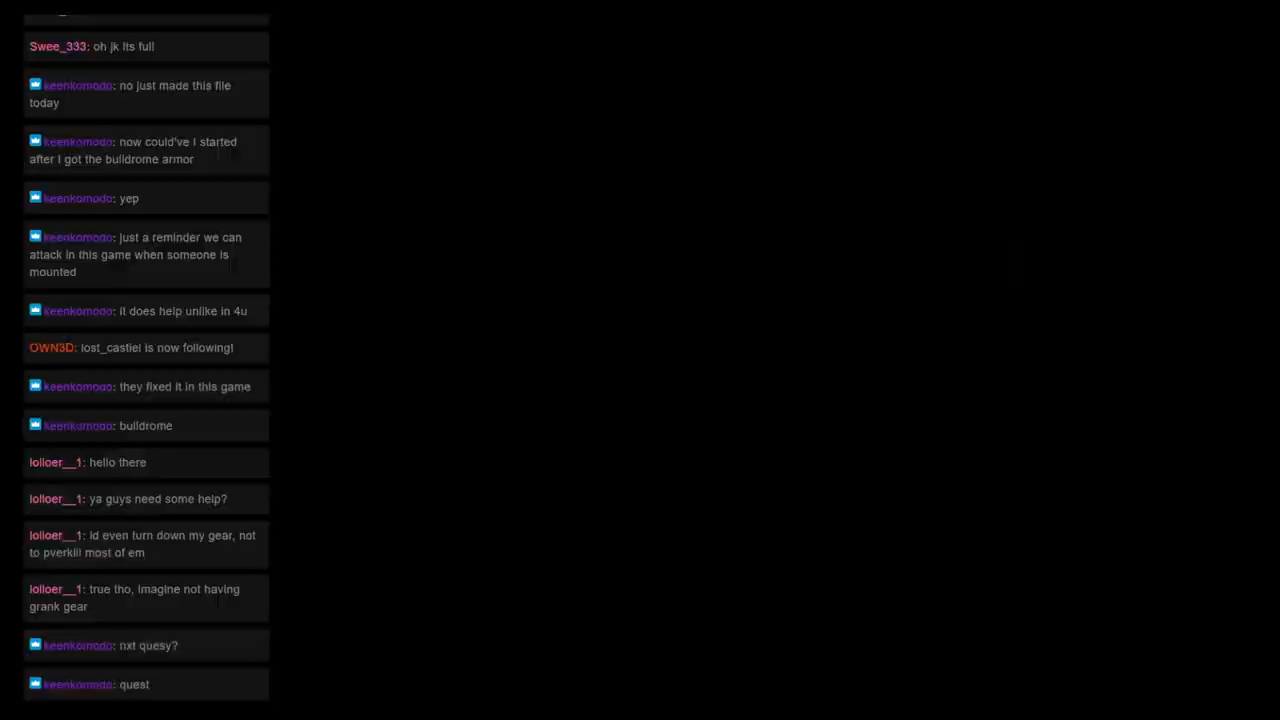 Swee_333: oh jk its full
keenkomodo: no just made this file
today
keenkomodo: now could've I started
after I got the bulldrome armor
keenkomodo: yep
keenkomodo: just a reminder we can
attack in this game when someone is
mounted
keenkomodo: it does help unlike in 4u
OWN3D: lost_castiel is now following!
keenkomodo: they fixed it in this game
keenkomodo: bulldrome
lolloer__1: hello there
lolloer__1: ya guys need some help?
lolloer__1: id even turn down my gear, not
to pverkill most of em
lolloer__1: true tho, imagine not having
grank gear
keenkomodo: nxt quesy?
keenkomodo: quest